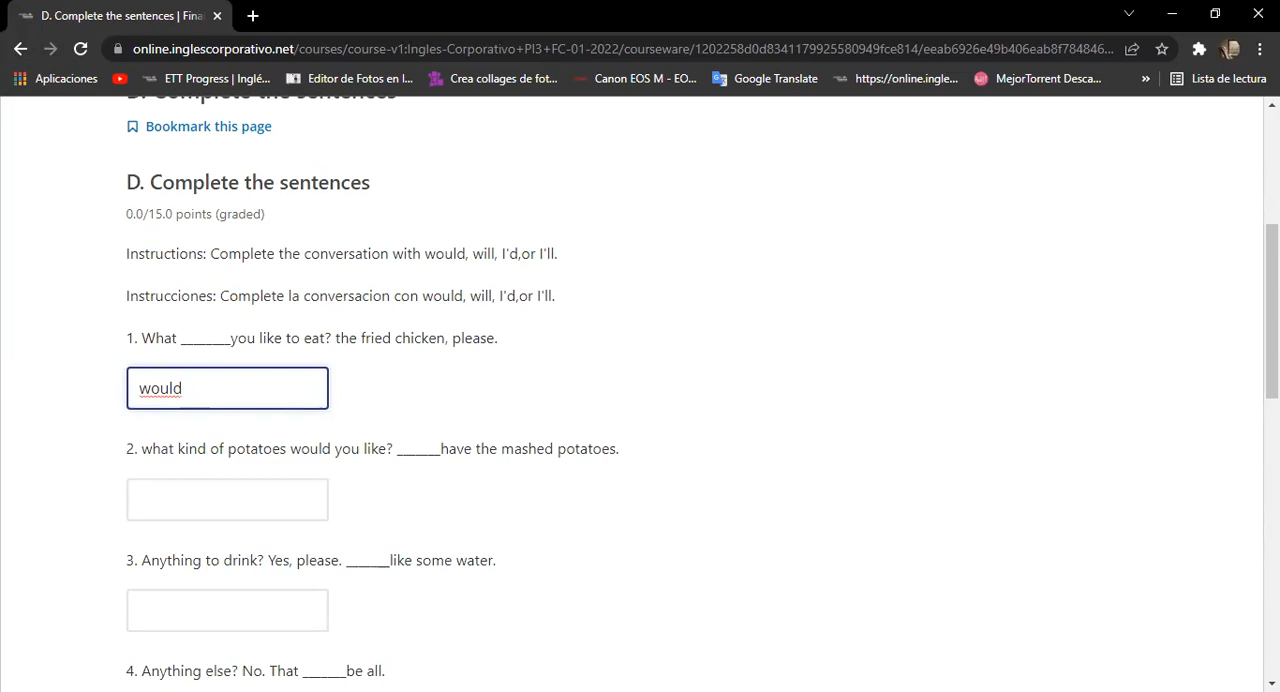 D. Complete the sentences | Fina
online.inglescorporativo.net/courses/course-v1:Ingles-Corporativo+PI3+FC-01-2022/courseware/1202258d0d8341179925580949fce814/eeab6926e49b406eab8f784846...
Aplicaciones ETT Progress | Inglé... Editor de Fotos en l... Crea collages de fot... Canon EOS M - EO... Google Translate https://online.ingle... MejorTorrent Desca... » Lista de lectura
D. Complete the sentences
Bookmark this page
D. Complete the sentences
0.0/15.0 points (graded)
Instructions: Complete the conversation with would, will, I'd,or I'll.
Instrucciones: Complete la conversacion con would, will, I'd,or I'll.
1. What _______you like to eat? the fried chicken, please.
would
2. what kind of potatoes would you like? ______have the mashed potatoes.
3. Anything to drink? Yes, please. ______like some water.
4. Anything else? No. That ______be all.